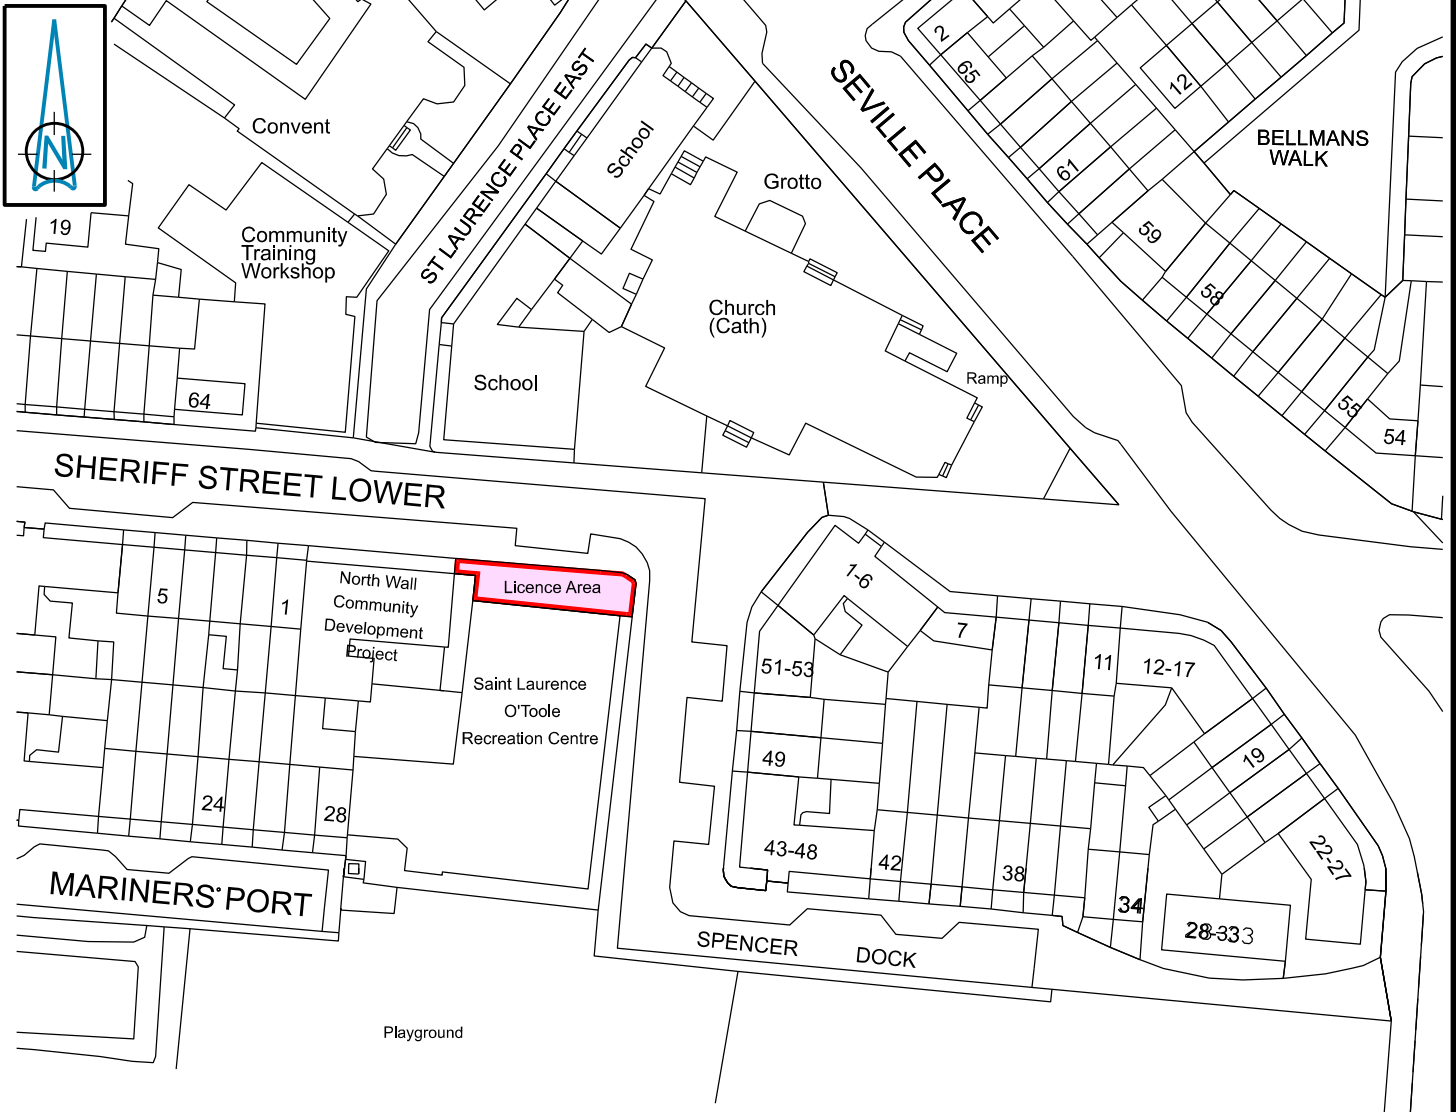 N
Convent
ST LAURENCE PLACE EAST
School
Grotto
SEVILLE PLACE
2
65
12
61
BELLMANS
WALK
59
58
55
54
19
Community
Training
Workshop
Church
(Cath)
School
Ramp
64
SHERIFF STREET LOWER
5
1
North Wall
Community
Development
Project
Licence Area
Saint Laurence
O'Toole
Recreation Centre
1-6
7
51-53
11
12-17
49
19
24
28
43-48
42
38
34
22-27
28-33
MARINERS' PORT
SPENCER DOCK
Playground